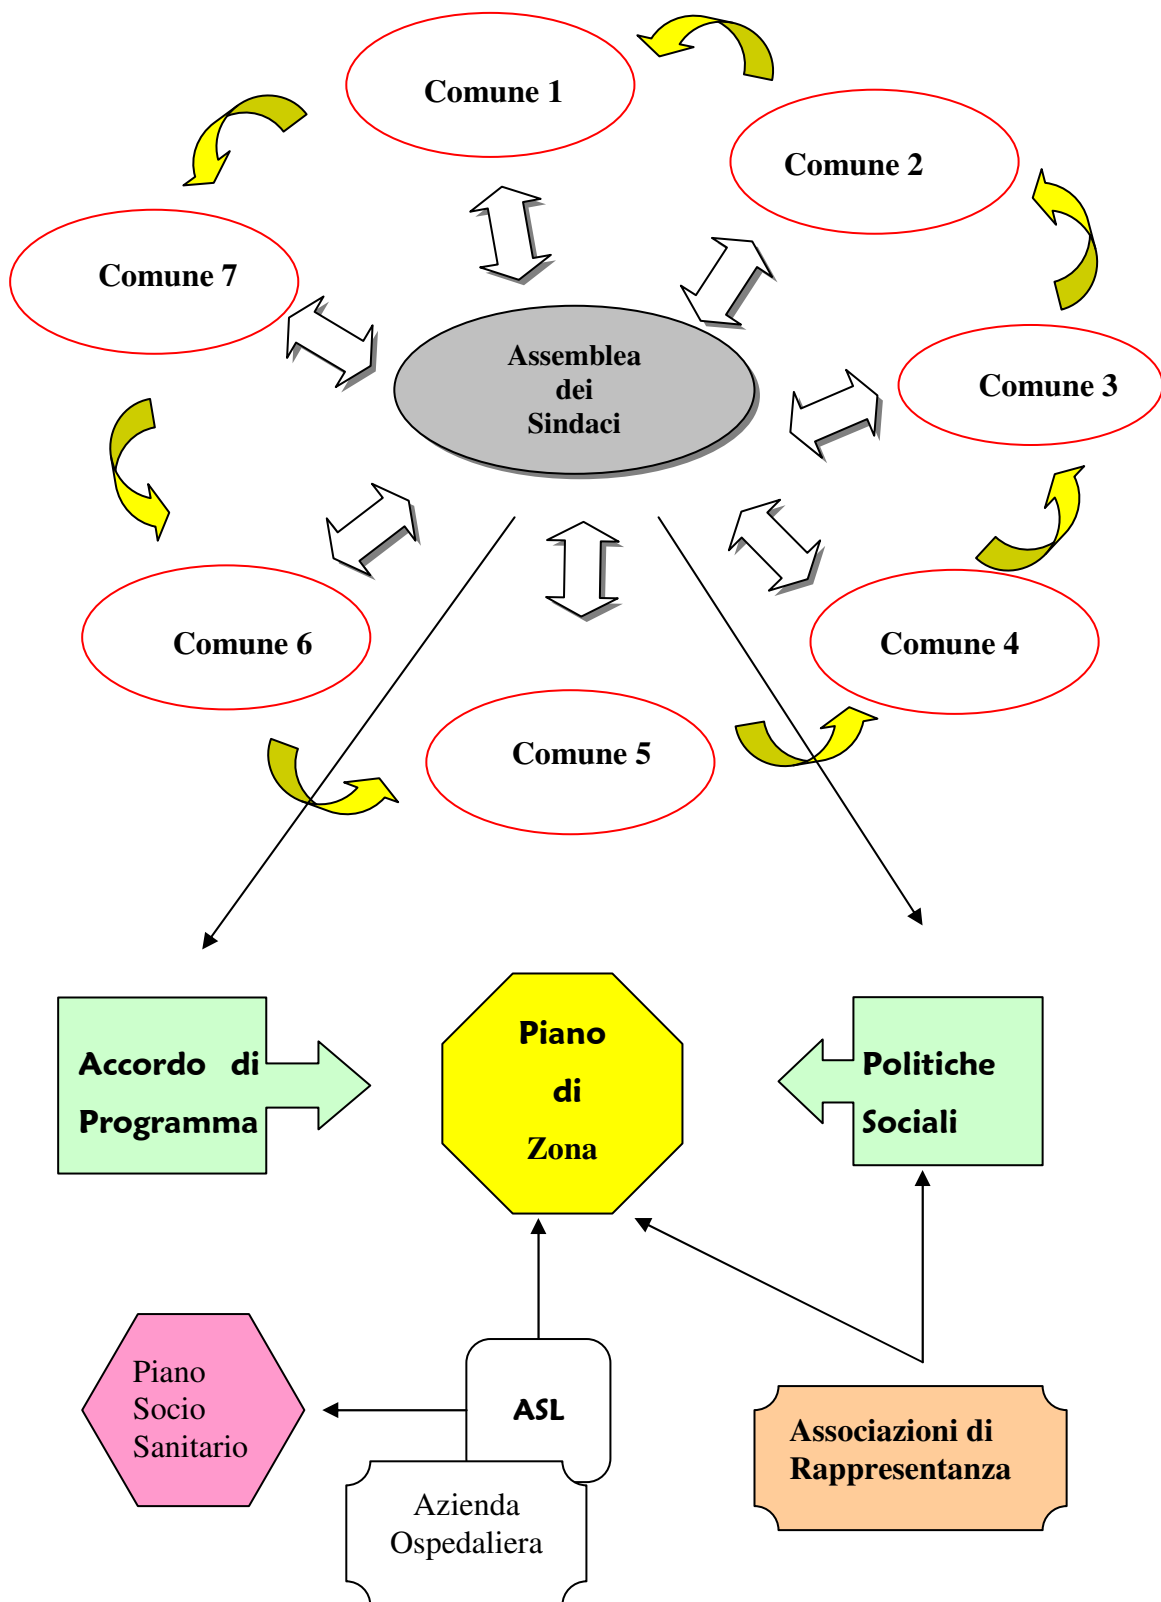 Comune 1
Comune 2
Comune 7
Assemblea
dei
Sindaci
Comune 3
Comune 6
Comune 4
Comune 5
Accordo di
Programma
Piano
di
Zona
Politiche
Sociali
Piano
Socio
Sanitario
ASL
Associazioni di
Rappresentanza
Azienda
Ospedaliera